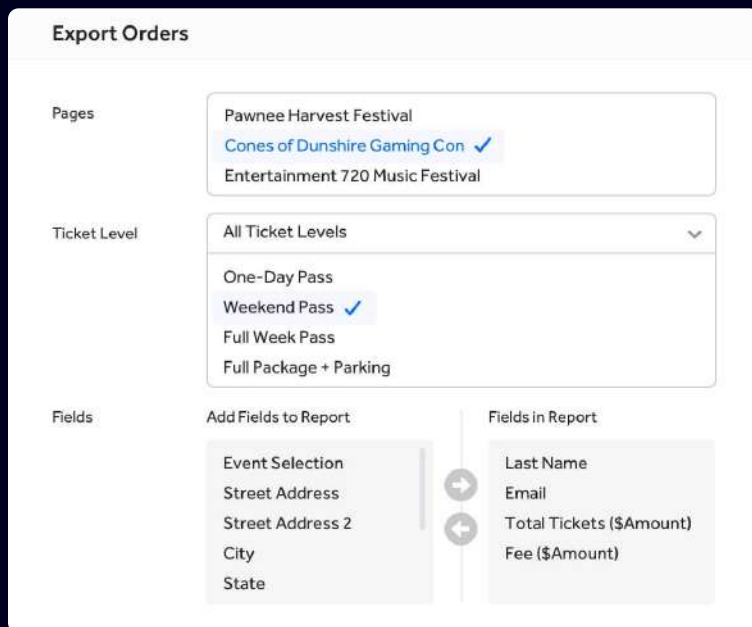 Export Orders
Pages
Pawnee Harvest Festival
Cones of Dunshire Gaming Con
Entertainment 720 Music Festival
Ticket Level
All Ticket Levels
One-Day Pass
Weekend Pass
Full Week Pass
Full Package + Parking
Fields
Add Fields to Report
Event Selection
Street Address
Street Address 2
City
State
Fields in Report
Last Name
Email
Total Tickets ($Amount)
Fee ($Amount)